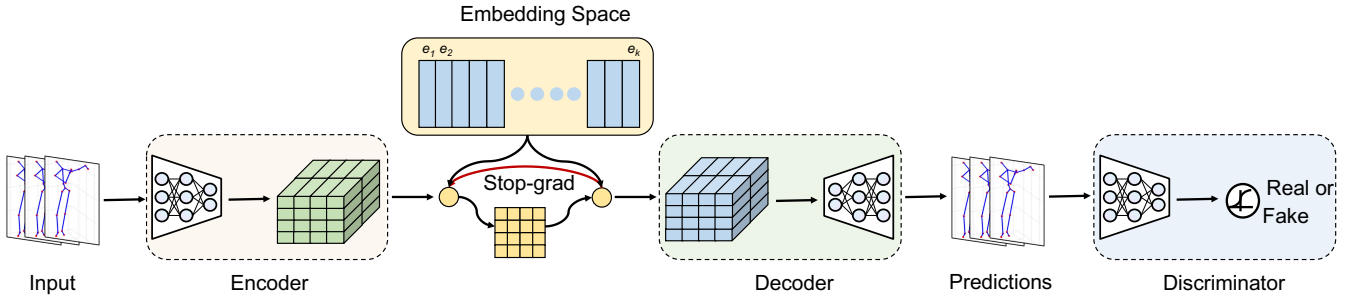 Embedding Space
e1 e2 ek
Stop-grad
Real or
Fake
Input
Encoder
Decoder
Predictions
Discriminator